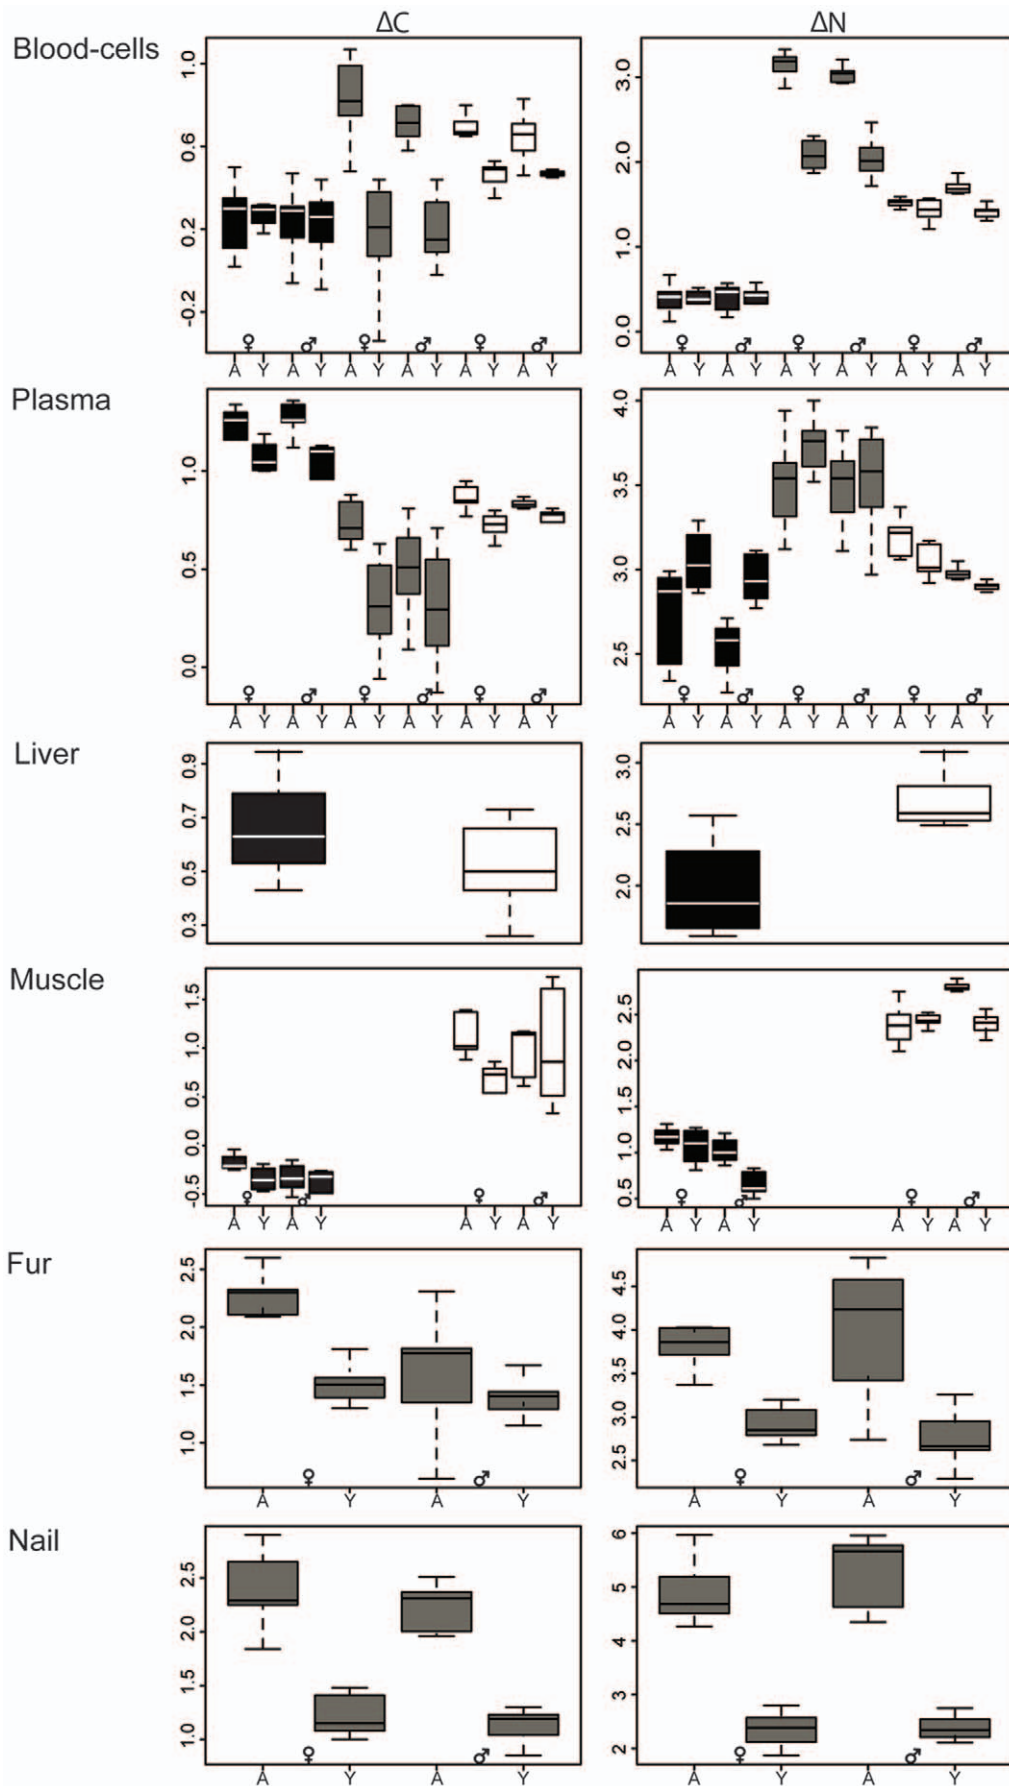 ΔC ΔN
Blood-cells
1.0
0.6
0.2
-0.2
♀ ♂ ♀ ♂ ♀ ♂
A Y A Y A Y A Y A Y A Y
3.0
2.0
1.0
0.0
♀ ♂ ♀ ♂ ♀ ♂
A Y A Y A Y A Y A Y A Y
Plasma
1.0
0.5
0.0
♀ ♂ ♀ ♂ ♀ ♂
A Y A Y A Y A Y A Y A Y
4.0
3.5
3.0
2.5
♀ ♂ ♀ ♂ ♀ ♂
A Y A Y A Y A Y A Y A Y
Liver
0.9
0.7
0.5
0.3
3.0
2.5
2.0
Muscle
1.5
1.0
0.5
0.0
-0.5
♀ ♂ ♀ ♂
A Y A Y A Y A Y
2.5
2.0
1.5
1.0
0.5
♀ ♂ ♀ ♂
A Y A Y A Y A Y
Fur
2.5
2.0
1.5
1.0
♀ ♂
A Y A Y
4.5
4.0
3.5
3.0
2.5
♀ ♂
A Y A Y
Nail
2.5
2.0
1.5
1.0
♀ ♂
A Y A Y
6
5
4
3
2
♀ ♂
A Y A Y